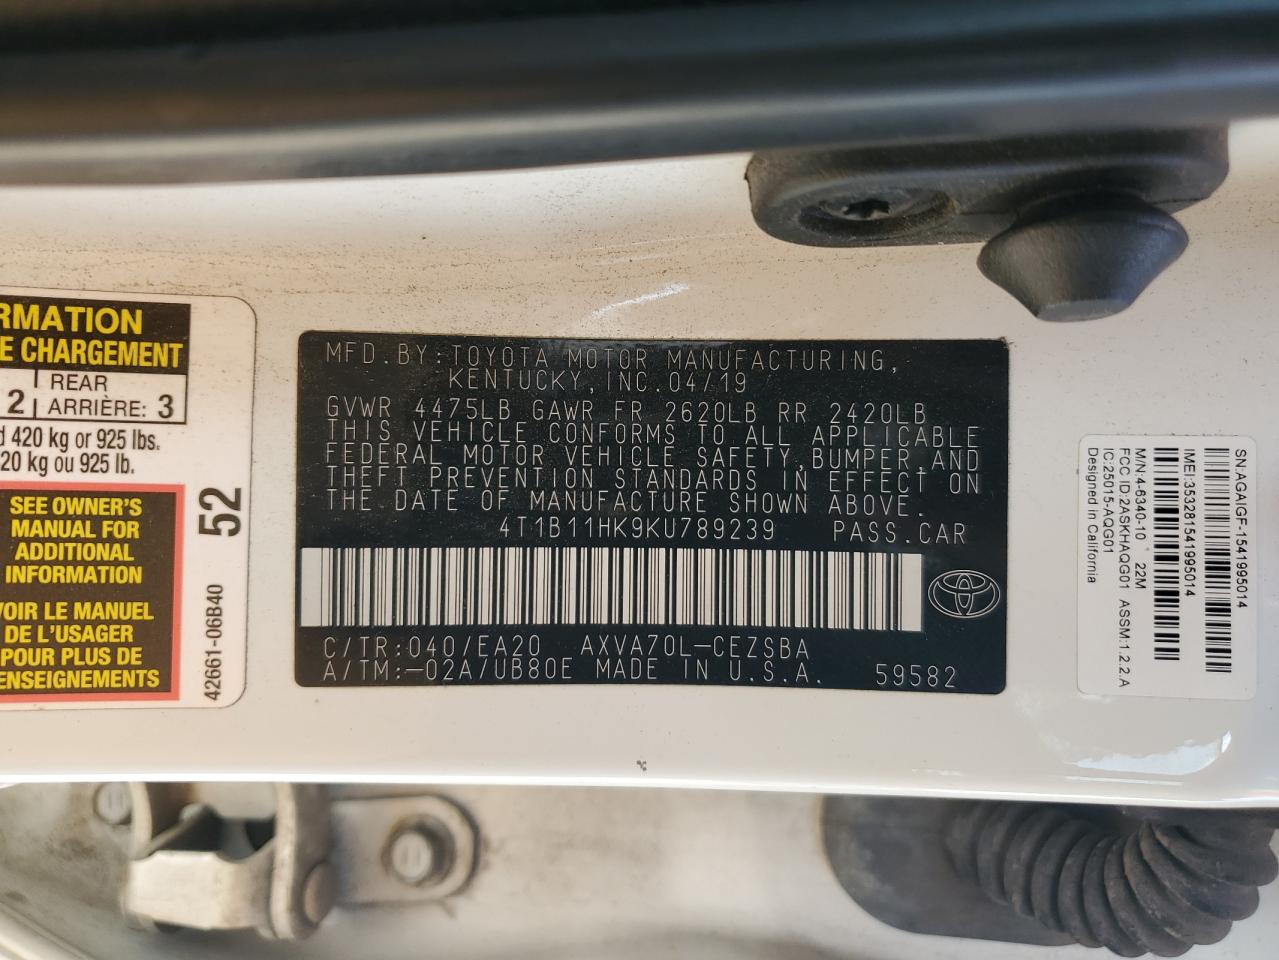 RMATION
E CHARGEMENT
2 REAR ARRIÈRE: 3
d 420 kg or 925 lbs.
20 kg ou 925 lb.
SEE OWNER'S
MANUAL FOR
ADDITIONAL
INFORMATION
VOIR LE MANUEL
DE L'USAGER
POUR PLUS DE
ENSEIGNEMENTS
52
42661-06B40
MFD.BY:TOYOTA MOTOR MANUFACTURING,
KENTUCKY,INC.04/19
GVWR 4475LB GAWR FR 2620LB RR 2420LB
THIS VEHICLE CONFORMS TO ALL APPLICABLE
FEDERAL MOTOR VEHICLE SAFETY,BUMPER,AND
THEFT PREVENTION STANDARDS IN EFFECT ON
THE DATE OF MANUFACTURE SHOWN ABOVE.
4T1B11HK9KU789239 PASS.CAR
C/TR:040/EA20 AXVA70L-CEZSBA
A/TM:-02A/UB80E MADE IN U.S.A. 59582
SN:AGAIGF-1541995014
IMEI:353281541995014
M/N:4-6340-10 22M
FCC ID:2ASKHAQG01 ASSM:1.2.2.A
IC:25015-AQG01
Designed in California